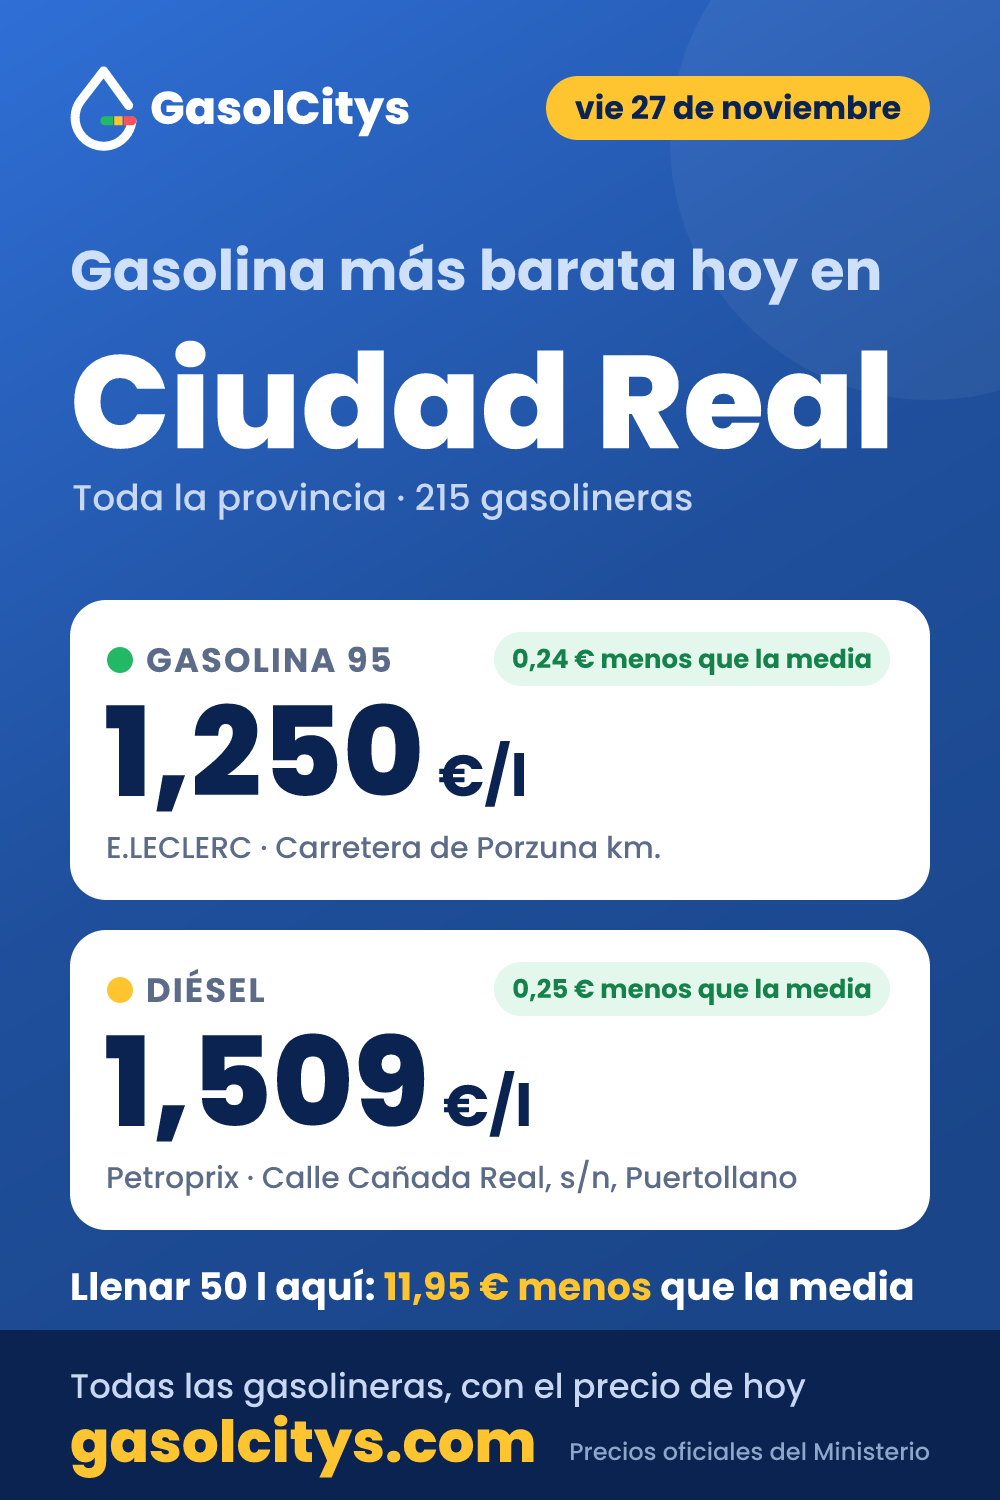 GasolCitys
vie 27 de noviembre
Gasolina más barata hoy en
Ciudad Real
Toda la provincia · 215 gasolineras
GASOLINA 95
0,24 € menos que la media
1,250 €/l
E.LECLERC · Carretera de Porzuna km.
DIÉSEL
0,25 € menos que la media
1,509 €/l
Petroprix · Calle Cañada Real, s/n, Puertollano
Llenar 50 l aquí: 11,95 € menos que la media
Todas las gasolineras, con el precio de hoy
gasolcitys.com
Precios oficiales del Ministerio